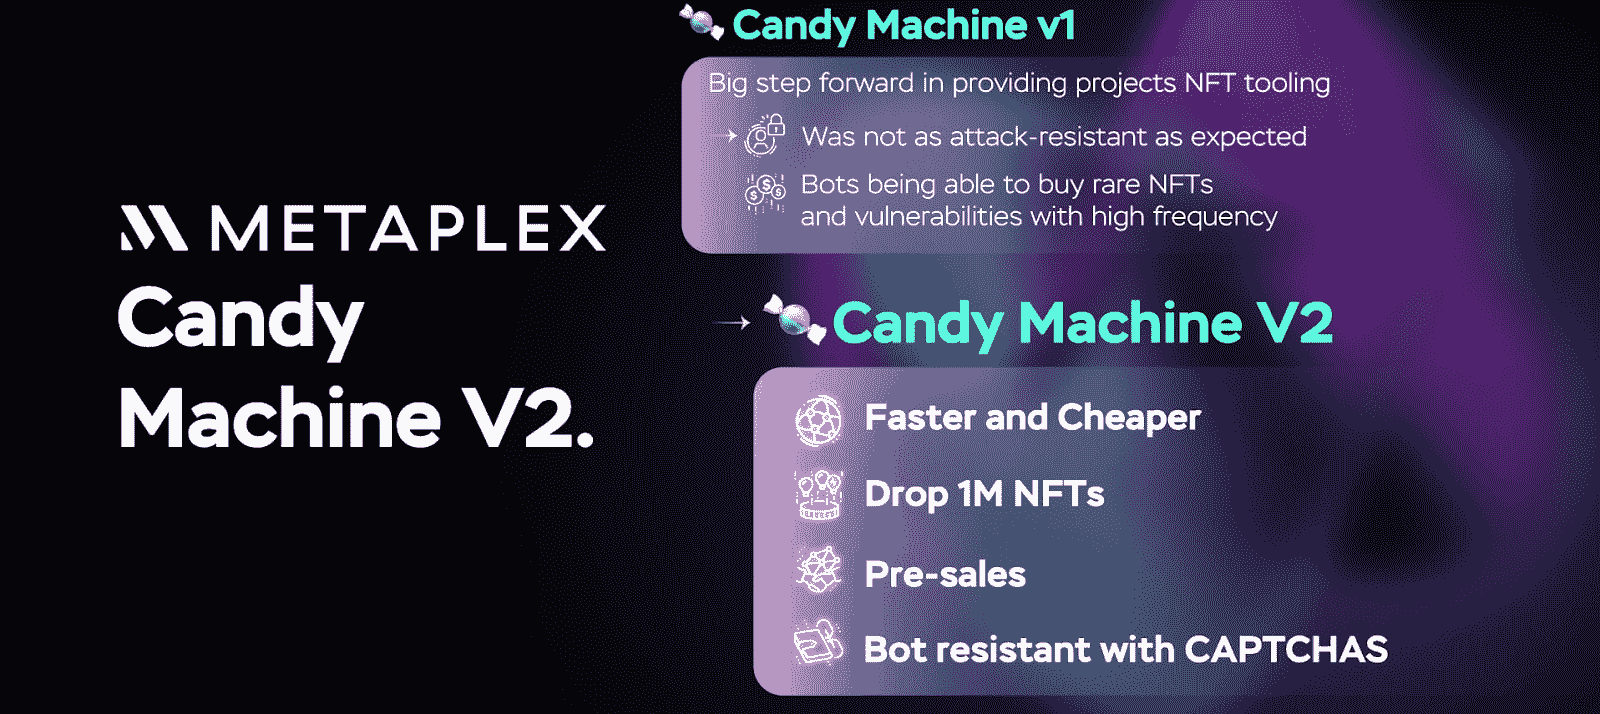 METAPLEX
Candy
Machine V2.
Candy Machine v1
Big step forward in providing projects NFT tooling
Was not as attack-resistant as expected
Bots being able to buy rare NFTs
and vulnerabilities with high frequency
Candy Machine V2
Faster and Cheaper
Drop 1M NFTs
Pre-sales
Bot resistant with CAPTCHAS